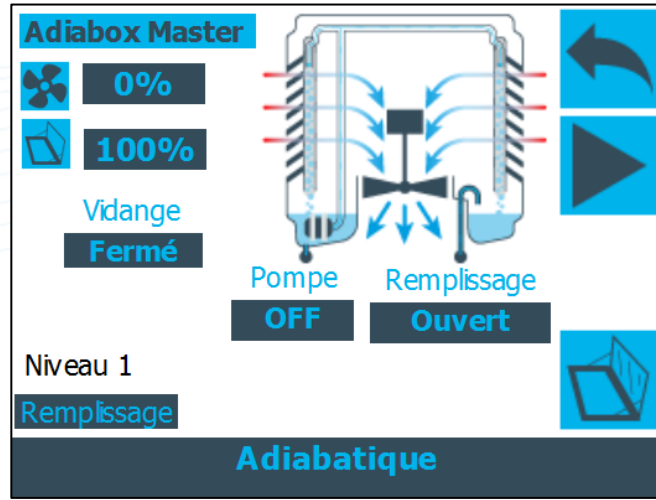 Adiabox Master
0%
100%
Vidange
Fermé
Pompe
OFF
Remplissage
Ouvert
Niveau 1
Remplissage
Adiabatique